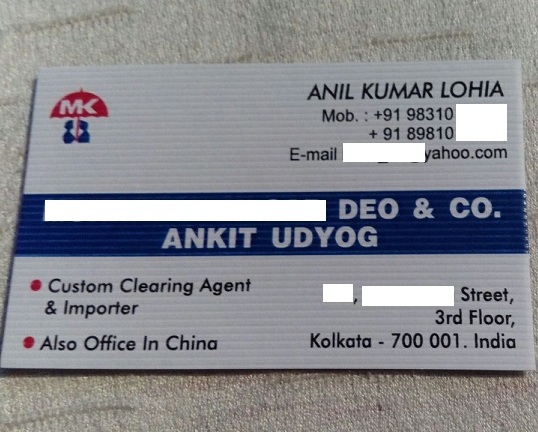 MK
ANIL KUMAR LOHIA
Mob. : +91 98310
+ 91 89810
E-mail yahoo.com
DEO & CO.
ANKIT UDYOG
Custom Clearing Agent
& Importer
Also Office In China
, Street,
3rd Floor,
Kolkata - 700 001. India